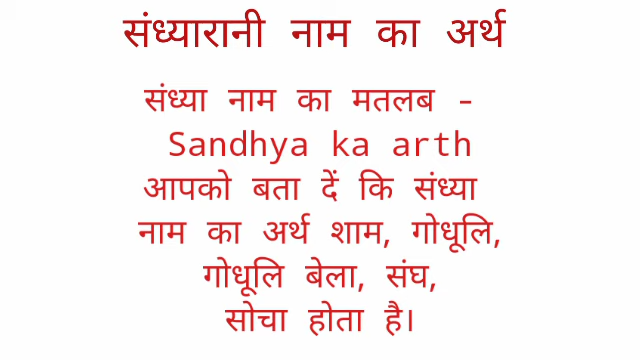 संध्यारानी नाम का अर्थ
संध्या नाम का मतलब -
Sandhya ka arth
आपको बता दें कि संध्या
नाम का अर्थ शाम, गोधूलि,
गोधूलि बेला, संघ,
सोचा होता है।